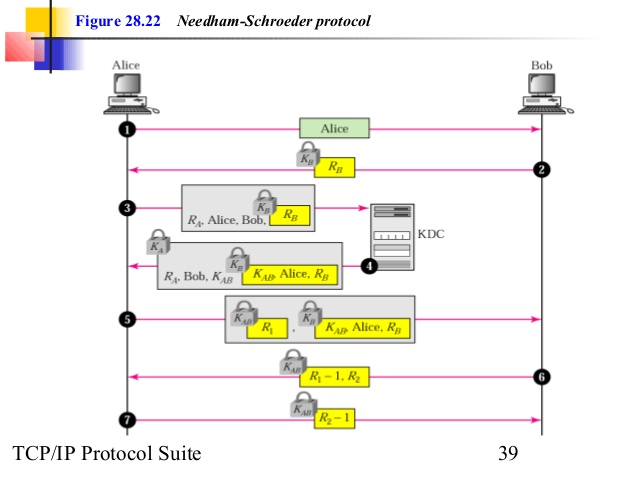 Figure 28.22 Needham-Schroeder protocol
Alice Bob
1 Alice
K_B R_B 2
3 R_A, Alice, Bob, K_B R_B
KDC
K_A R_A, Bob, K_AB K_B K_AB, Alice, R_B 4
5 K_AB R_1 , K_B K_AB, Alice, R_B
K_AB R_1 − 1, R_2 6
7 K_AB R_2 − 1
TCP/IP Protocol Suite 39